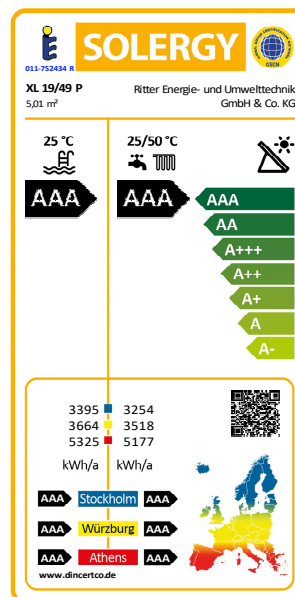 SOLERGY
GSCN
011-7S2434 R
XL 19/49 P
Ritter Energie- und Umwelttechnik
5,01 m²
GmbH & Co. KG
25 °C
25/50 °C
AAA
AAA
AAA
AA
A+++
A++
A+
A
A-
3395 3254
3664 3518
5325 5177
kWh/a kWh/a
AAA Stockholm AAA
AAA Würzburg AAA
AAA Athens AAA
www.dincertco.de